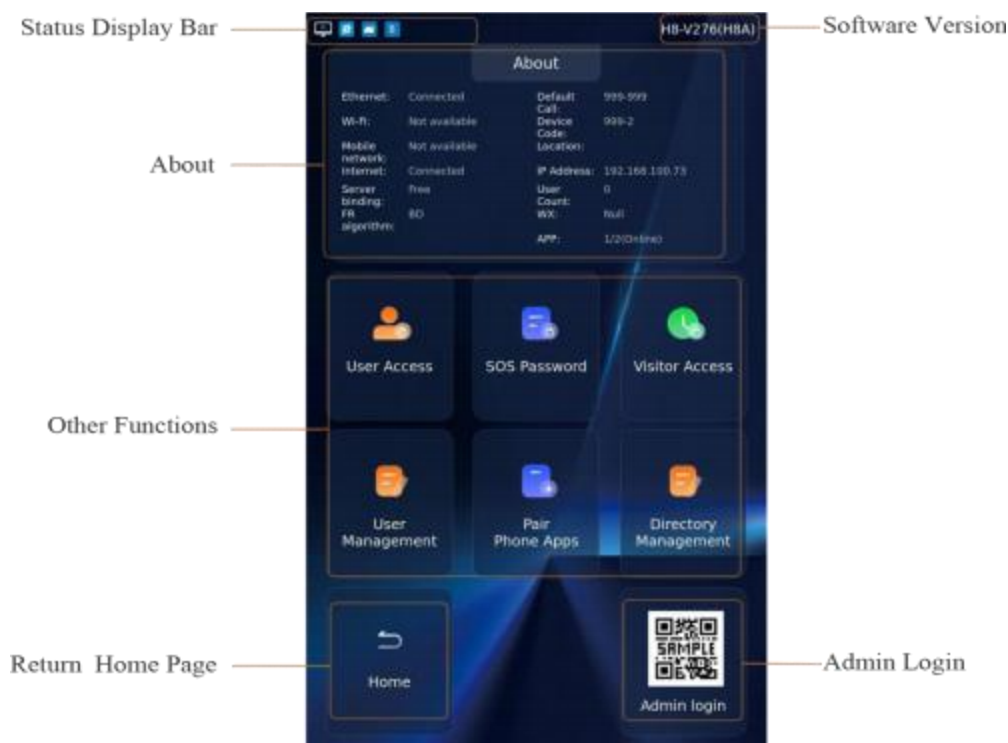 Status Display Bar
H8-V276(H8A)
Software Version
About
About
Ethernet: Connected
Wi-Fi: Not available
Mobile network: Not available
Internet: Connected
Server binding: Free
FR algorithm: BD
Default Call: 999-999
Device Code: 999-2
Location:
IP Address: 192.168.100.73
User Count: 0
WX: Null
APP: 1/2(Online)
Other Functions
User Access
SOS Password
Visitor Access
User
Management
Pair
Phone Apps
Directory
Management
Return Home Page
Home
SAMPLE
Admin login
Admin Login